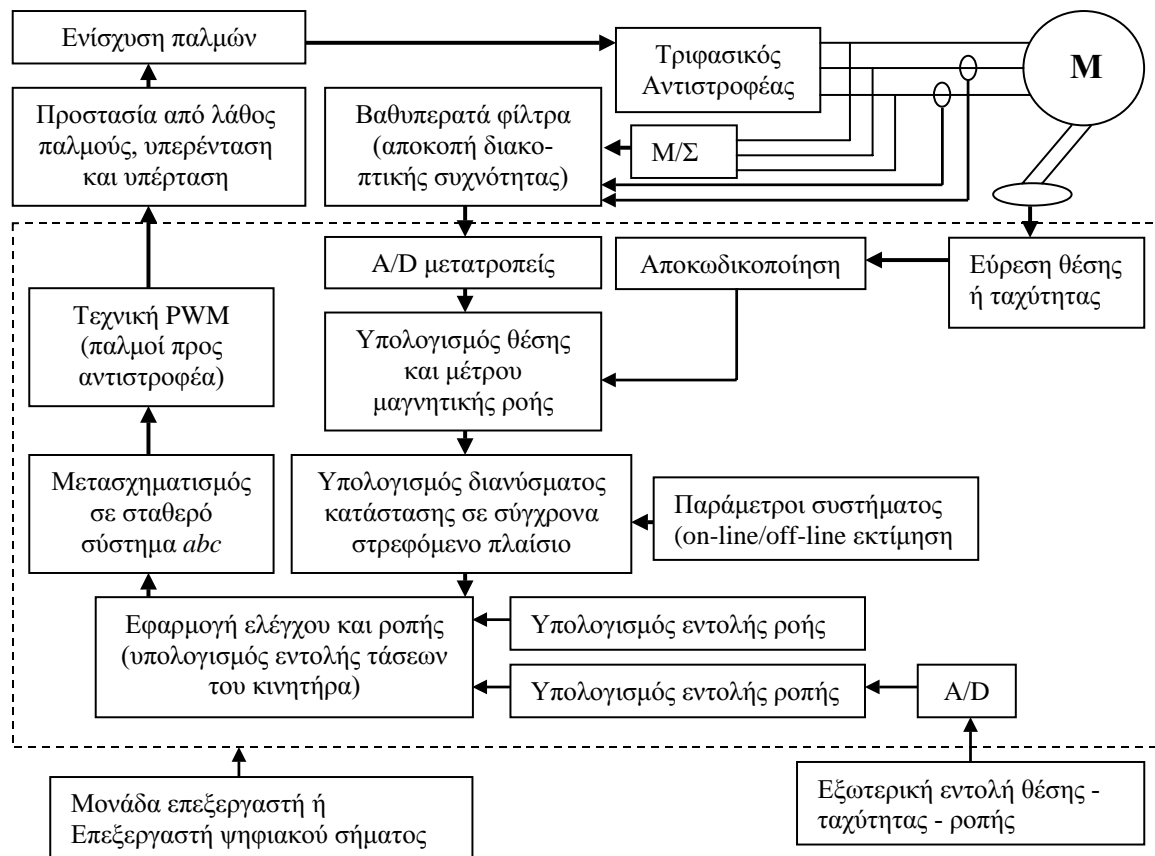 Ενίσχυση παλμών
Τριφασικός
Αντιστροφέας
M
Προστασία από λάθος
παλμούς, υπερένταση
και υπέρταση
Βαθυπερατά φίλτρα
(αποκοπή διακο-
πτικής συχνότητας)
Μ/Σ
A/D μετατροπείς
Αποκωδικοποίηση
Εύρεση θέσης
ή ταχύτητας
Τεχνική PWM
(παλμοί προς
αντιστροφέα)
Υπολογισμός θέσης
και μέτρου
μαγνητικής ροής
Μετασχηματισμός
σε σταθερό
σύστημα abc
Υπολογισμός διανύσματος
κατάστασης σε σύγχρονα
στρεφόμενο πλαίσιο
Παράμετροι συστήματος
(on-line/off-line εκτίμηση
Εφαρμογή ελέγχου και ροπής
(υπολογισμός εντολής τάσεων
του κινητήρα)
Υπολογισμός εντολής ροής
Υπολογισμός εντολής ροπής
A/D
Μονάδα επεξεργαστή ή
Επεξεργαστή ψηφιακού σήματος
Εξωτερική εντολή θέσης -
ταχύτητας - ροπής